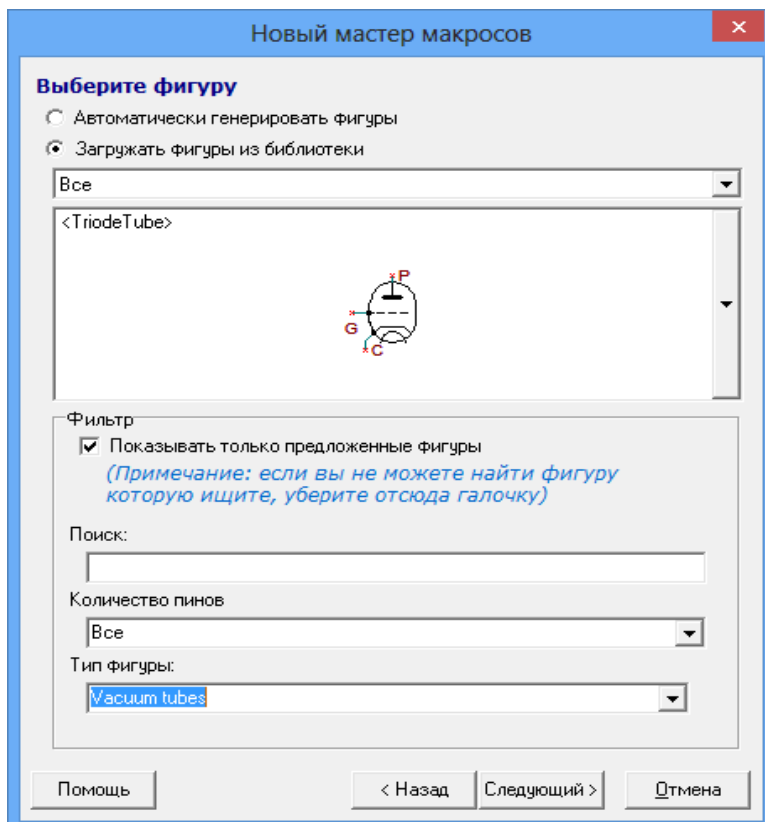 Новый мастер макросов
×
Выберите фигуру
Автоматически генерировать фигуры
Загружать фигуры из библиотеки
Все
<TriodeTube>
P
G
C
Фильтр
Показывать только предложенные фигуры
(Примечание: если вы не можете найти фигуру
которую ищите, уберите отсюда галочку)
Поиск:
Количество пинов
Все
Тип фигуры:
Vacuum tubes
Помощь
< Назад
Следующий >
Отмена